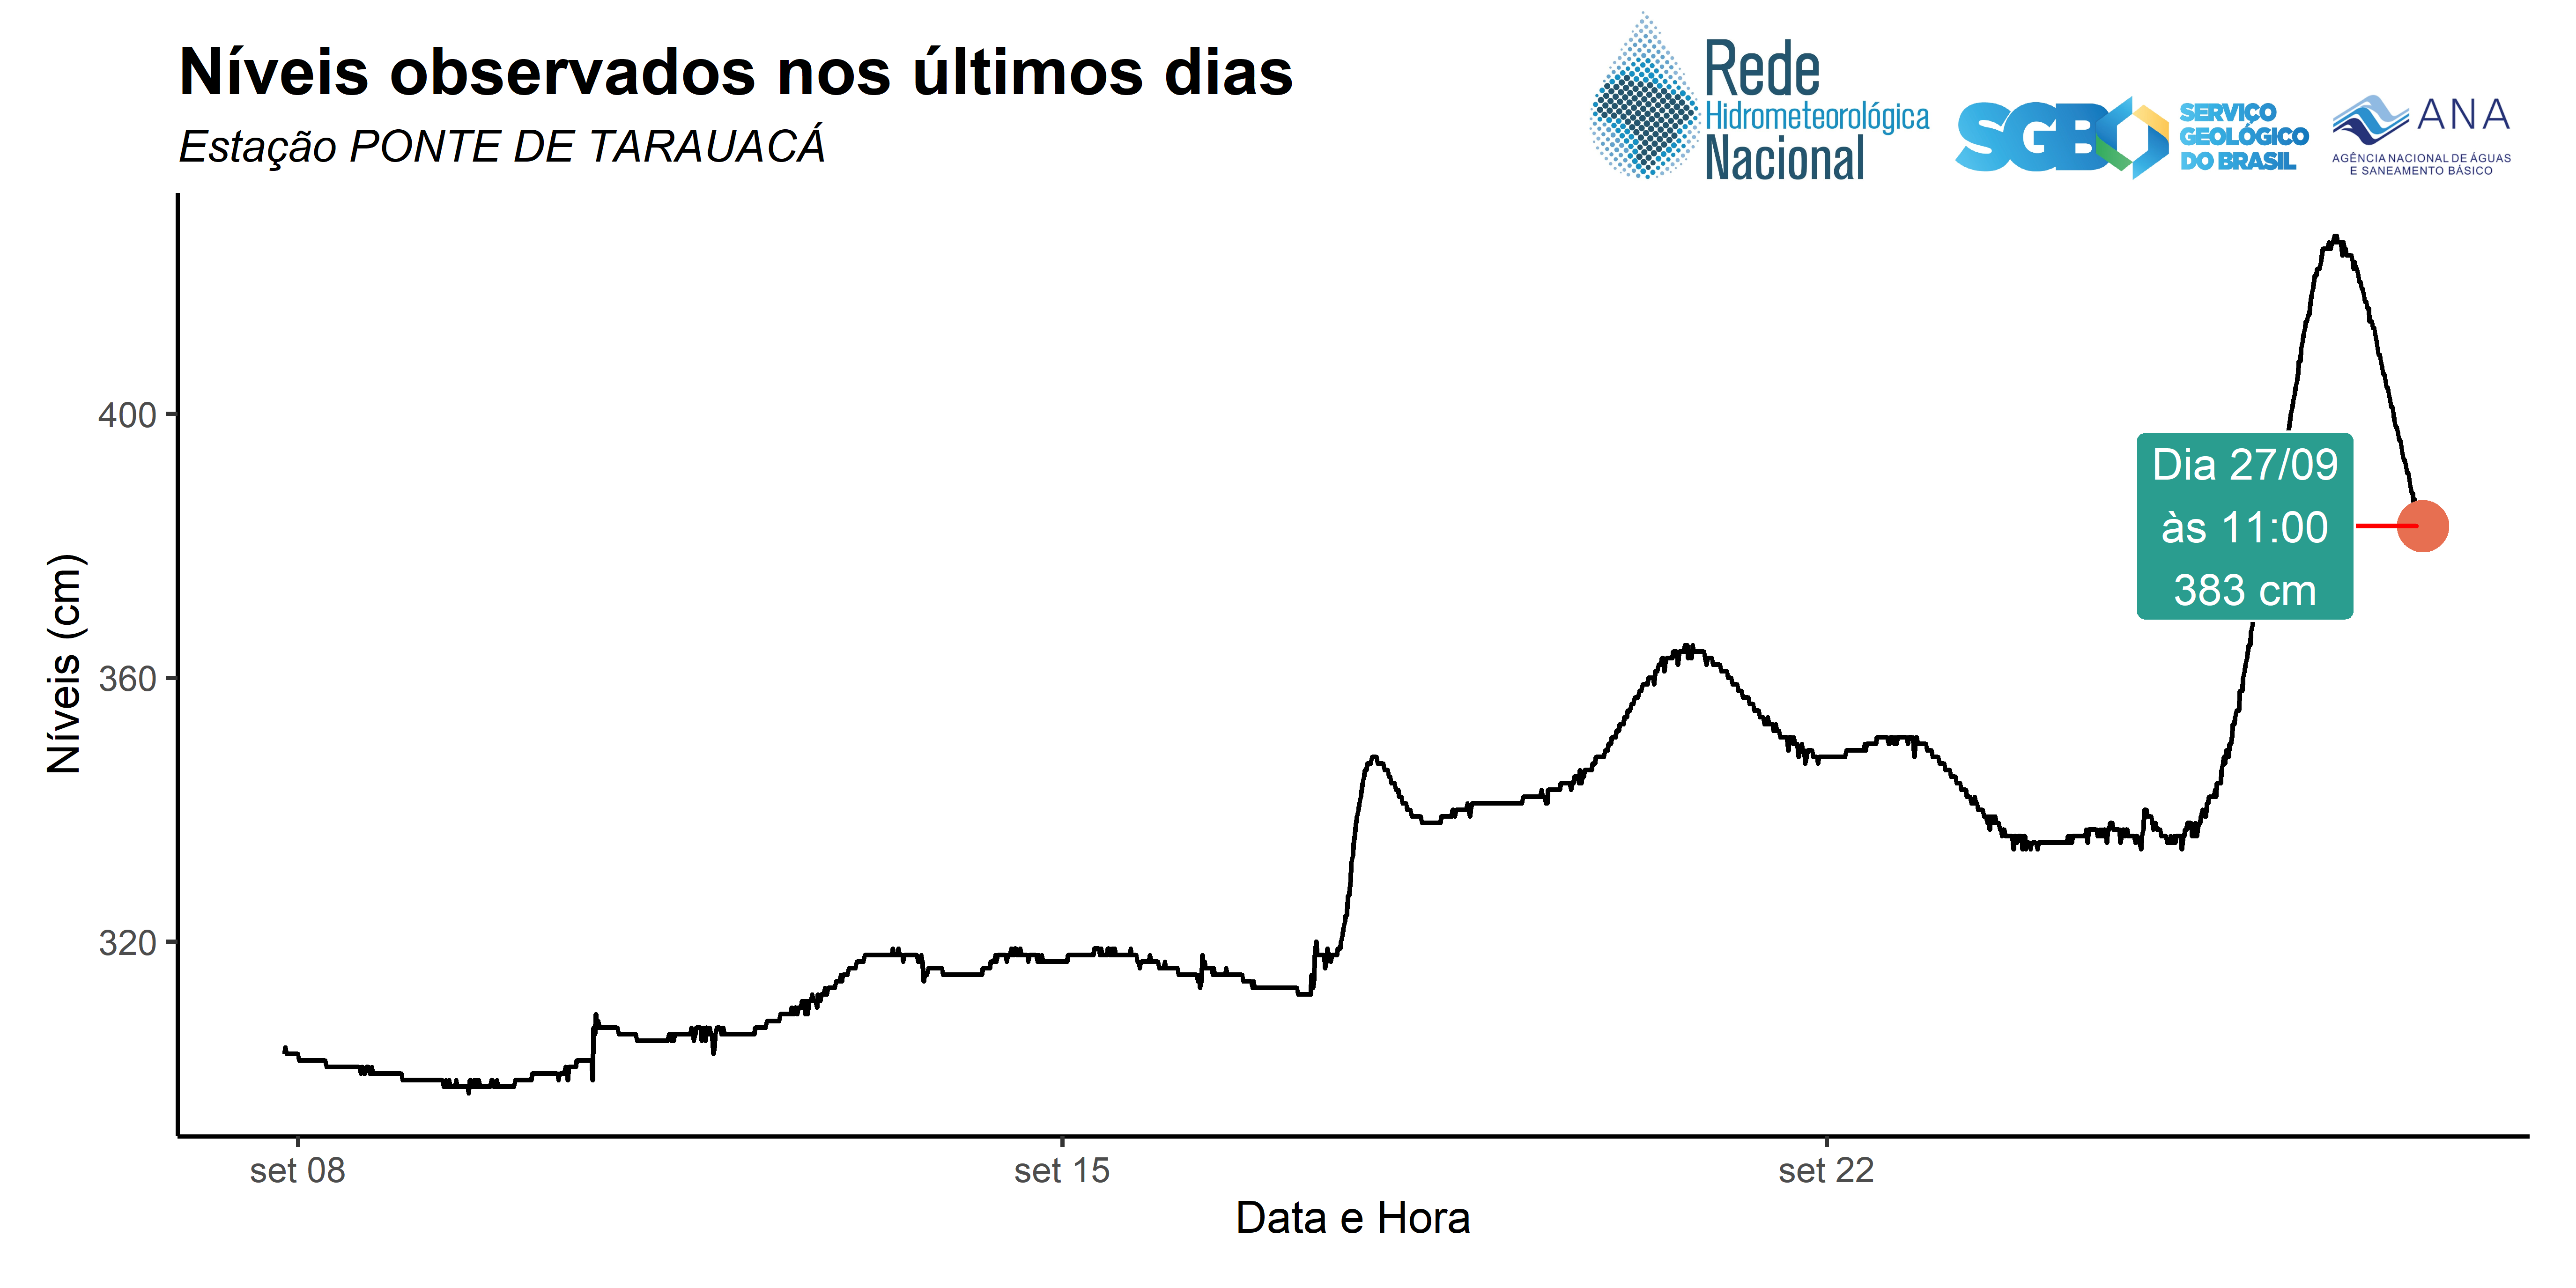 Níveis observados nos últimos dias
Estação PONTE DE TARAUACÁ
Rede
Hidrometeorológica
Nacional
SGB
SERVIÇO
GEOLÓGICO
DO BRASIL
ANA
AGÊNCIA NACIONAL DE ÁGUAS
E SANEAMENTO BÁSICO
Níveis (cm)
400
360
320
Dia 27/09
às 11:00
383 cm
set 08
set 15
set 22
Data e Hora